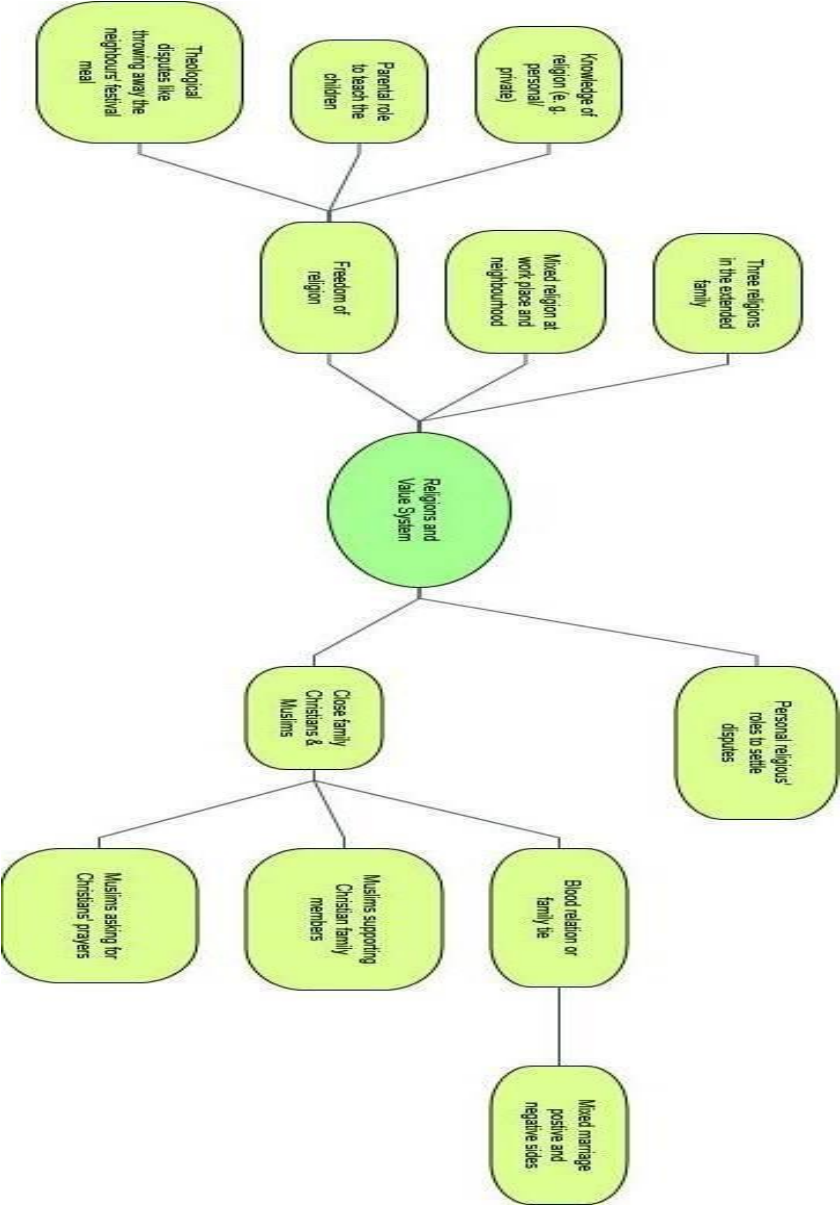 Knowledge of
religion (e. g.
personal/
private)
Parental role
to teach the
children
Theological
disputes like
throwing away the
neighbours' festival
meal
Three religions
in the extended
family
Mixed religion at
work place and
neighbourhood
Freedom of
religion
Religions and
Value System
Personal religious'
roles to settle
disputes
Close family
Christians &
Muslims
Blood relation or
family tie
Muslims supporting
Christian family
members
Muslims asking for
Christians' prayers
Mixed marriage
postive and
negative sides